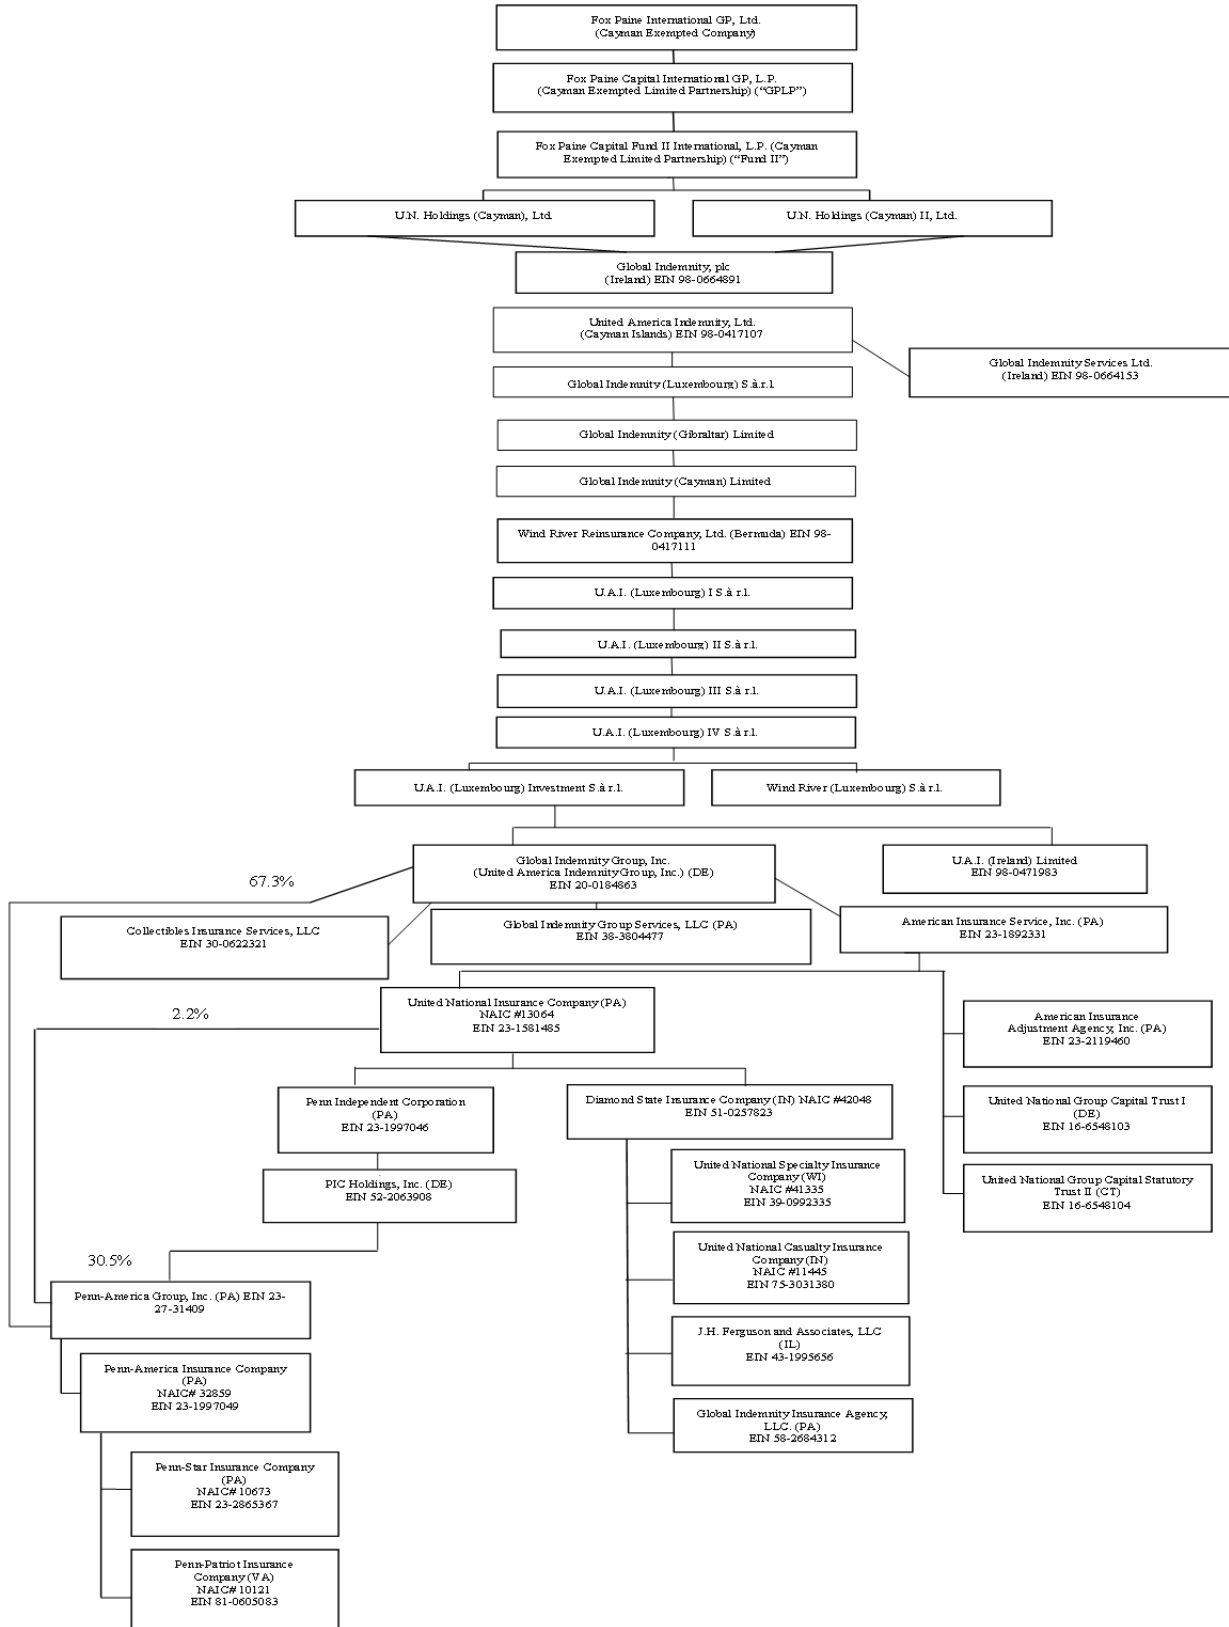 Fox Paine International GP, Ltd.
(Cayman Exempted Company)
Fox Paine Capital International GP, L.P.
(Cayman Exempted Limited Partnership) (“GPLP”)
Fox Paine Capital Fund II International, L.P. (Cayman
Exempted Limited Partnership) (“Fund II”)
U.N. Holdings (Cayman), Ltd.
U.N. Holdings (Cayman) II, Ltd.
Global Indemnity, plc
(Ireland) EIN 98-0664891
United America Indemnity, Ltd.
(Cayman Islands) EIN 98-0417107
Global Indemnity Services Ltd.
(Ireland) EIN 98-0664153
Global Indemnity (Luxembourg) S.à.r.l.
Global Indemnity (Gibraltar) Limited
Global Indemnity (Cayman) Limited
Wind River Reinsurance Company, Ltd. (Bermuda) EIN 98-
0417111
U.A.I. (Luxembourg) I S.à r.l.
U.A.I. (Luxembourg) II S.à r.l.
U.A.I. (Luxembourg) III S.à r.l.
U.A.I. (Luxembourg) IV S.à r.l.
U.A.I. (Luxembourg) Investment S.à r.l.
Wind River (Luxembourg) S.à r.l.
Global Indemnity Group, Inc.
(United America Indemnity Group, Inc.) (DE)
EIN 20-0184863
U.A.I. (Ireland) Limited
EIN 98-0471983
67.3%
Collectibles Insurance Services, LLC
EIN 30-0622321
Global Indemnity Group Services, LLC (PA)
EIN 38-3804477
American Insurance Service, Inc. (PA)
EIN 23-1892331
United National Insurance Company (PA)
NAIC #13064
EIN 23-1581485
2.2%
American Insurance
Adjustment Agency, Inc. (PA)
EIN 23-2119460
Penn Independent Corporation
(PA)
EIN 23-1997046
Diamond State Insurance Company (IN) NAIC #42048
EIN 51-0257823
United National Group Capital Trust I
(DE)
EIN 16-6548103
PIC Holdings, Inc. (DE)
EIN 52-2063908
United National Specialty Insurance
Company (WI)
NAIC #41335
EIN 39-0992335
United National Group Capital Statutory
Trust II (CT)
EIN 16-6548104
30.5%
United National Casualty Insurance
Company (IN)
NAIC #11445
EIN 75-3031380
Penn-America Group, Inc. (PA) EIN 23-
27-31409
J.H. Ferguson and Associates, LLC
(IL)
EIN 43-1995656
Penn-America Insurance Company
(PA)
NAIC# 32859
EIN 23-1997049
Global Indemnity Insurance Agency,
LLC. (PA)
EIN 58-2684312
Penn-Star Insurance Company
(PA)
NAIC# 10673
EIN 23-2865367
Penn-Patriot Insurance
Company (VA)
NAIC# 10121
EIN 81-0605083